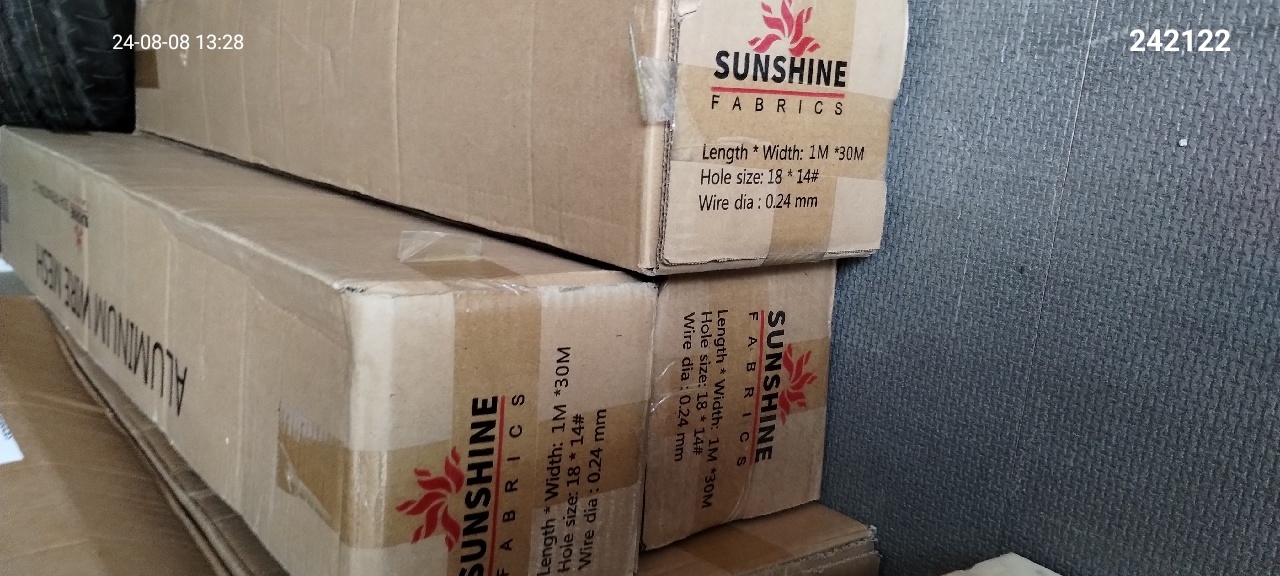 24-08-08 13:28
242122
SUNSHINE
FABRICS
Length * Width: 1M *30M
Hole size: 18 * 14#
Wire dia : 0.24 mm
SUNSHINE
ALUMINUM WIRE MESH
SUNSHINE
FABRICS
Length * Width: 1M *30M
Hole size: 18 * 14#
Wire dia : 0.24 mm
SUNSHINE
FABRICS
Length * Width: 1M *30M
Hole size: 18 * 14#
Wire dia : 0.24 mm